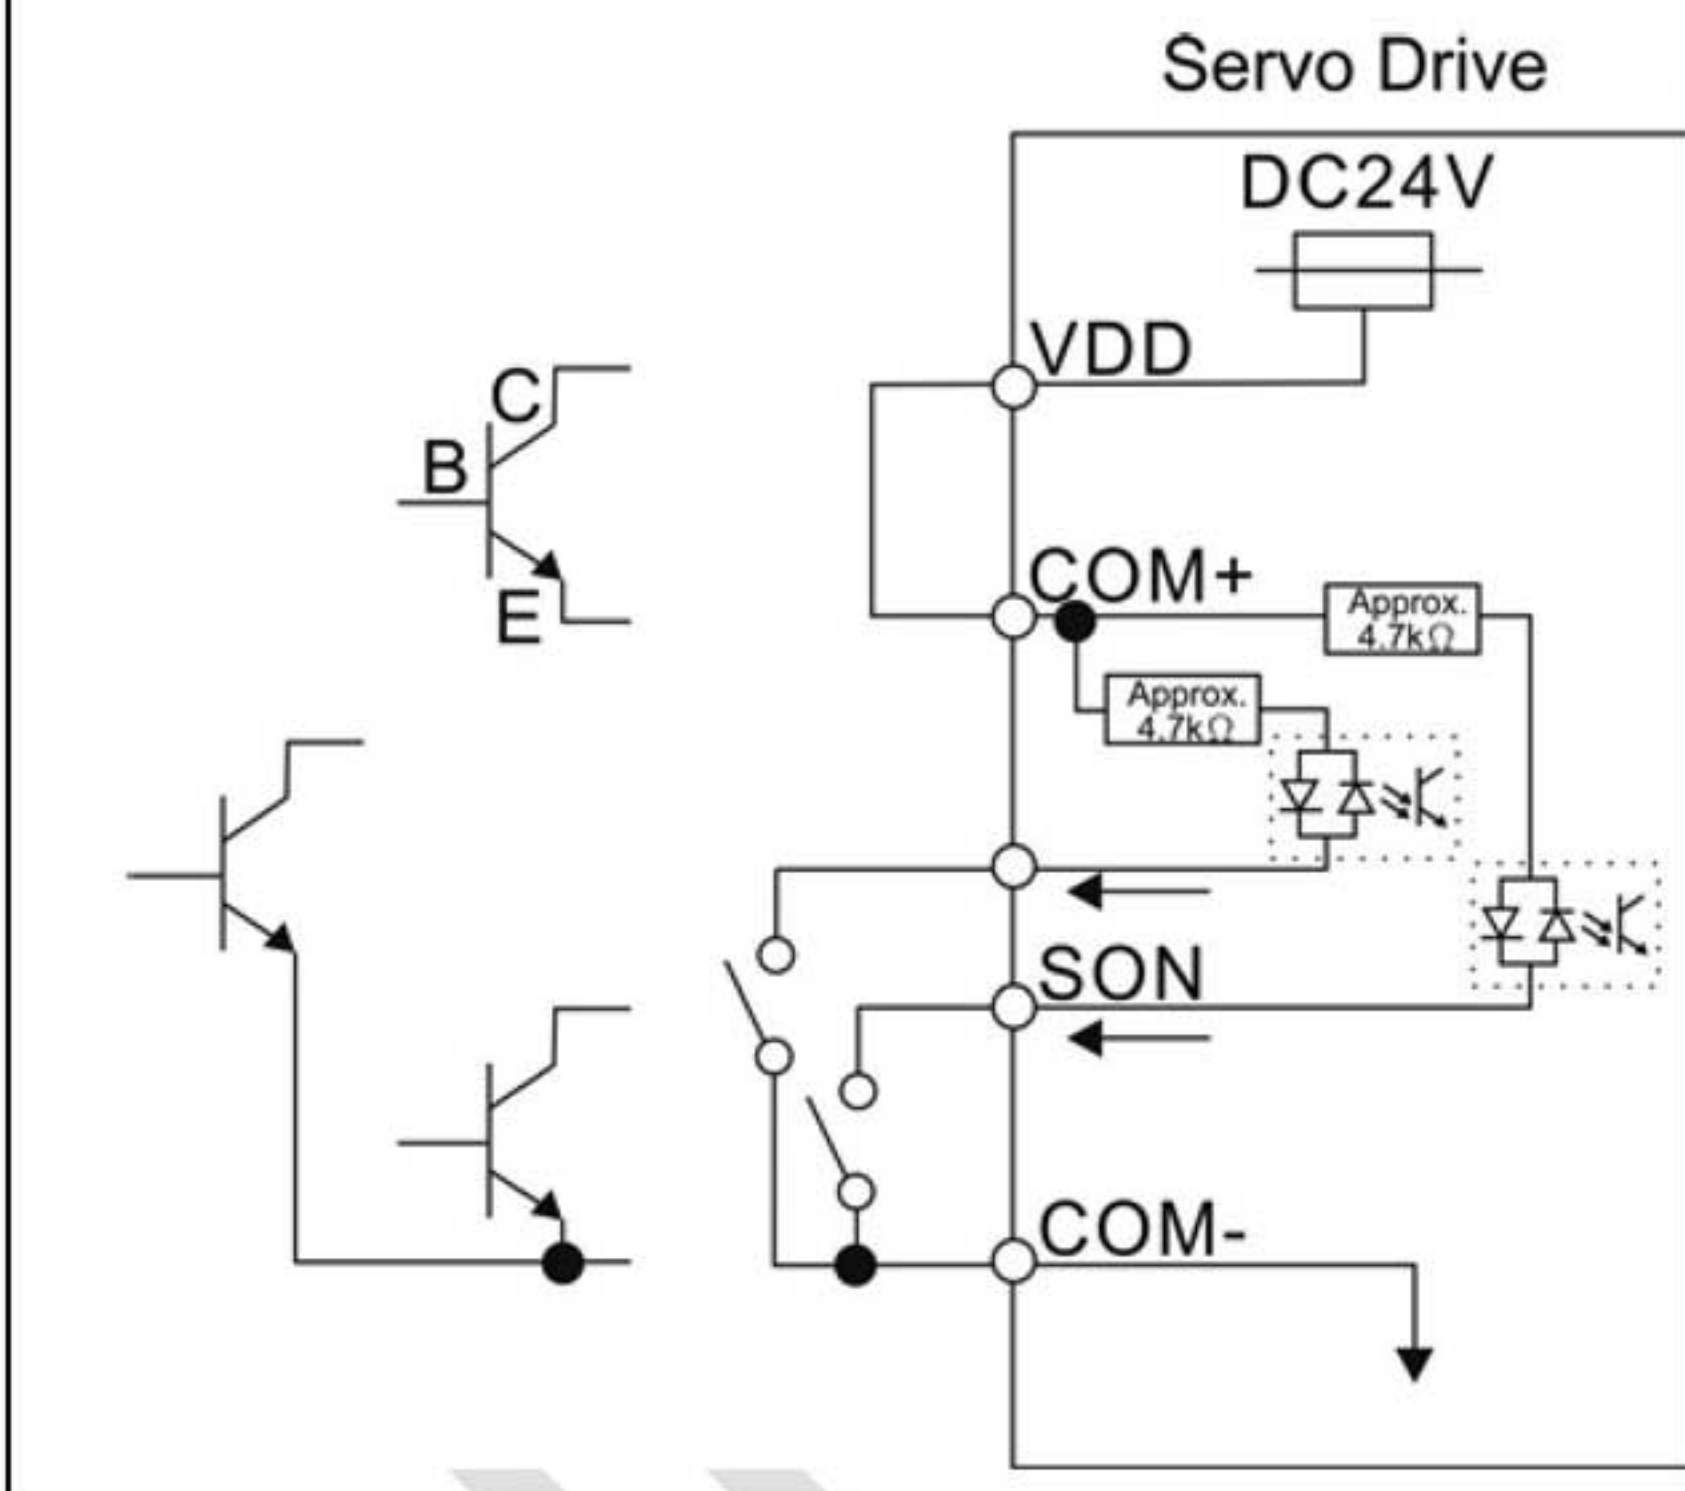 Servo Drive
DC24V
VDD
C
B
E
COM+
Approx.
4.7kΩ
Approx.
4.7kΩ
SON
COM-